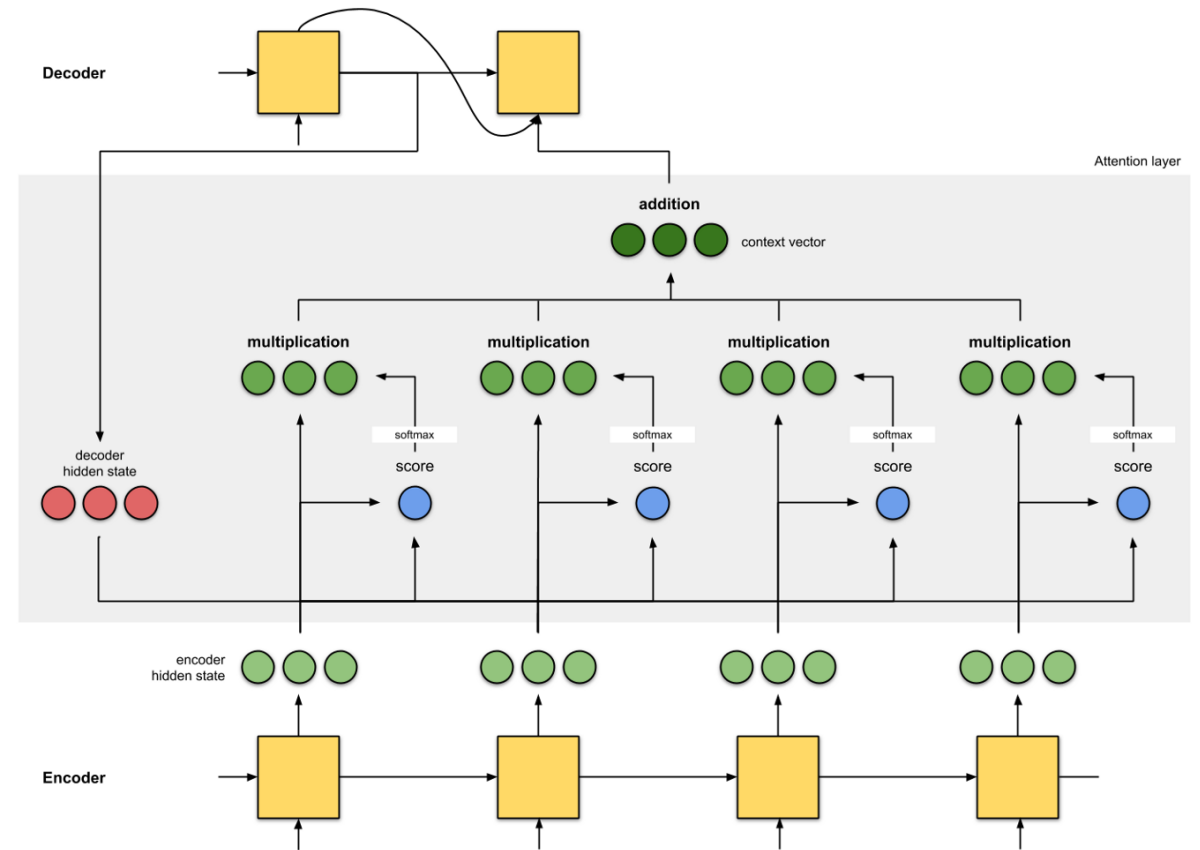 Decoder
Attention layer
addition
context vector
multiplication
multiplication
multiplication
multiplication
softmax
softmax
softmax
softmax
decoder
hidden state
score
score
score
score
encoder
hidden state
Encoder